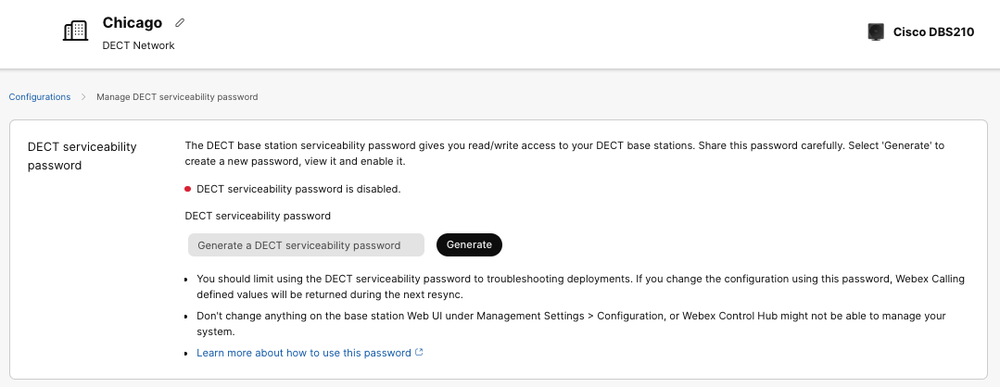 Chicago
DECT Network
Cisco DBS210
Configurations > Manage DECT serviceability password
DECT serviceability
password
The DECT base station serviceability password gives you read/write access to your DECT base stations. Share this password carefully. Select 'Generate' to
create a new password, view it and enable it.
DECT serviceability password is disabled.
DECT serviceability password
Generate a DECT serviceability password
Generate
• You should limit using the DECT serviceability password to troubleshooting deployments. If you change the configuration using this password, Webex Calling
defined values will be returned during the next resync.
• Don't change anything on the base station Web UI under Management Settings > Configuration, or Webex Control Hub might not be able to manage your
system.
• Learn more about how to use this password